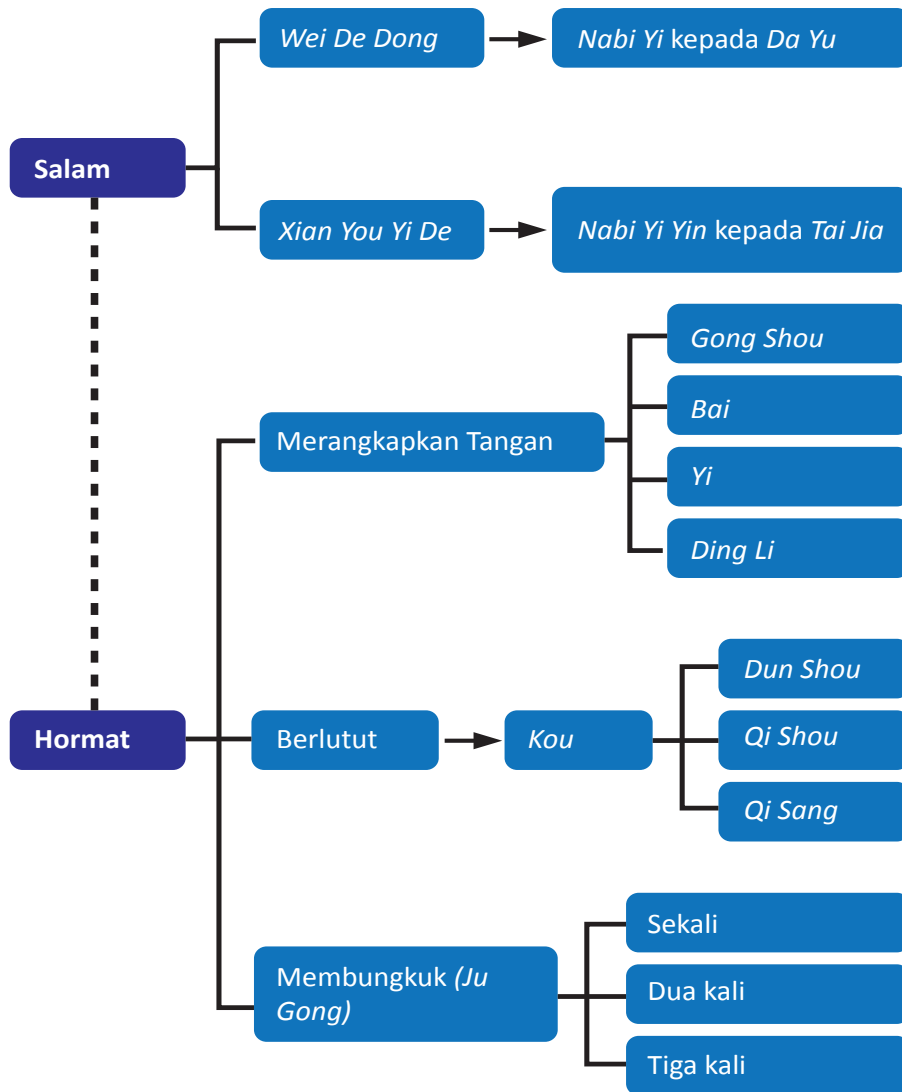 Wei De Dong
Nabi Yi kepada Da Yu
Salam
Xian You Yi De
Nabi Yi Yin kepada Tai Jia
Gong Shou
Bai
Merangkapkan Tangan
Yi
Ding Li
Dun Shou
Hormat
Berlutut
Kou
Qi Shou
Qi Sang
Sekali
Membungkuk (Ju
Gong)
Dua kali
Tiga kali